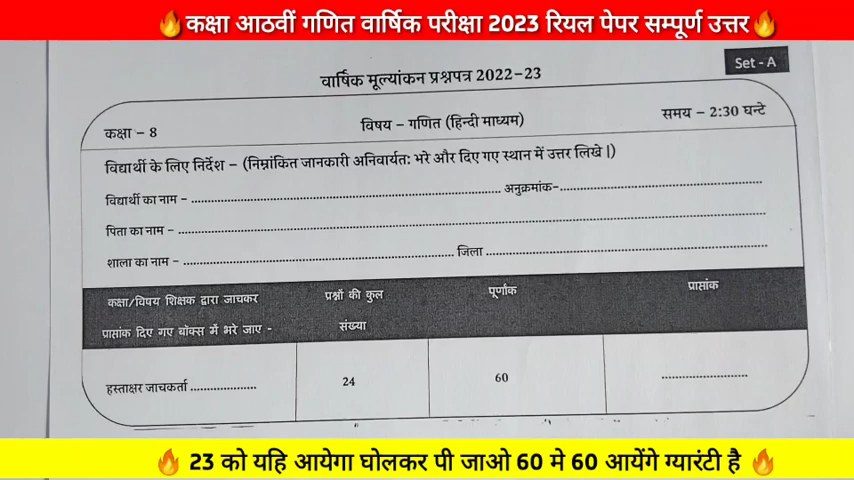 🔥कक्षा आठवीं गणित वार्षिक परीक्षा 2023 रियल पेपर सम्पूर्ण उत्तर🔥
Set - A
वार्षिक मूल्यांकन प्रश्नपत्र 2022-23
कक्षा - 8 विषय - गणित (हिन्दी माध्यम) समय - 2:30 घन्टे
विद्यार्थी के लिए निर्देश - (निम्नांकित जानकारी अनिवार्यत: भरे और दिए गए स्थान में उत्तर लिखे।)
विद्यार्थी का नाम - ........................................ अनुक्रमांक-........................................
पिता का नाम - ........................................
शाला का नाम - ........................................ जिला ........................................
कक्षा/विषय शिक्षक द्वारा जाचकर प्रश्नों की कुल पूर्णांक प्राप्तांक
प्राप्तांक दिए गए बॉक्स में भरे जाए - संख्या
हस्ताक्षर जाचकर्ता .................... 24 60 ........................
🔥 23 को यहि आयेगा घोलकर पी जाओ 60 मे 60 आयेंगे ग्यारंटी है 🔥